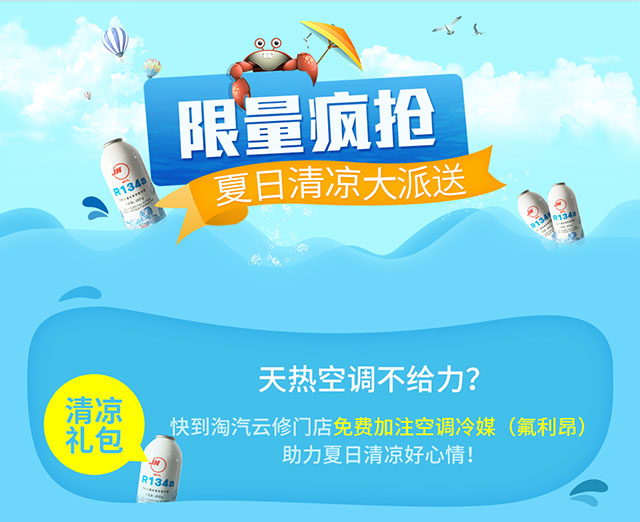 限量疯抢
夏日清凉大派送
JH
R134a
R134a
R134a
天热空调不给力？
清凉
礼包
快到淘汽云修门店免费加注空调冷媒（氟利昂）
助力夏日清凉好心情！
JH
R134a